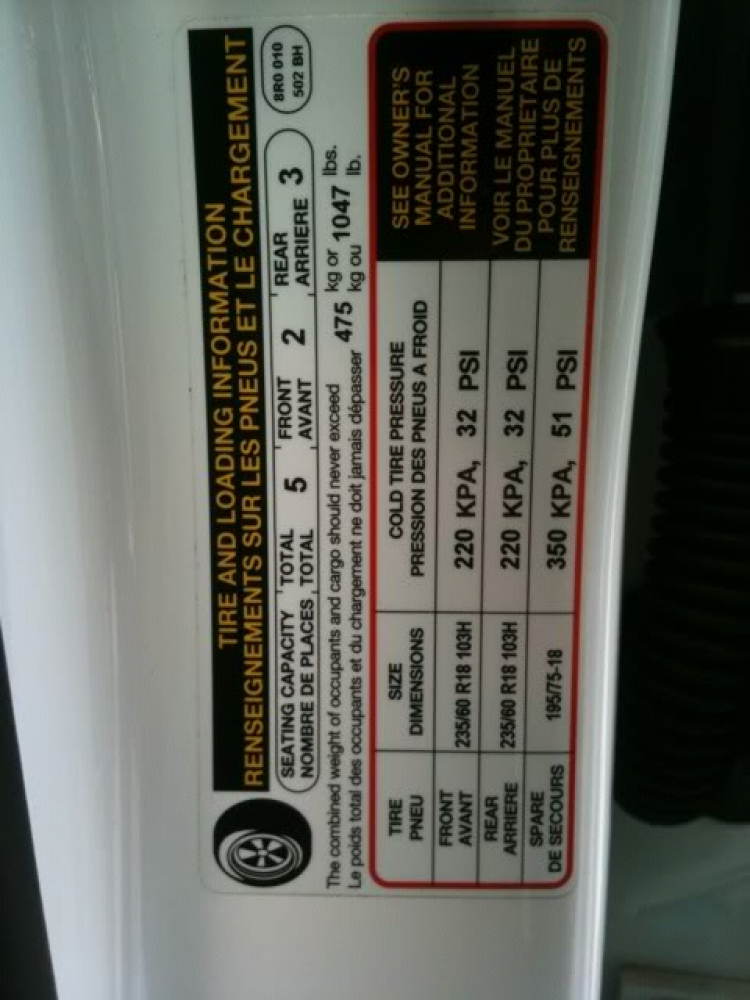 TIRE AND LOADING INFORMATION
RENSEIGNEMENTS SUR LES PNEUS ET LE CHARGEMENT
8R0 010
502 BH
SEATING CAPACITY TOTAL 5 FRONT 2 REAR 3
NOMBRE DE PLACES TOTAL AVANT ARRIERE
The combined weight of occupants and cargo should never exceed 475 kg or 1047 lbs.
Le poids total des occupants et du chargement ne doit jamais dépasser kg ou lb.
TIRE SIZE COLD TIRE PRESSURE
PNEU DIMENSIONS PRESSION DES PNEUS A FROID
FRONT
AVANT 235/60 R18 103H 220 KPA, 32 PSI
REAR
ARRIERE 235/60 R18 103H 220 KPA, 32 PSI
SPARE
DE SECOURS 195/75-18 350 KPA, 51 PSI
SEE OWNER'S
MANUAL FOR
ADDITIONAL
INFORMATION
VOIR LE MANUEL
DU PROPRIETAIRE
POUR PLUS DE
RENSEIGNEMENTS